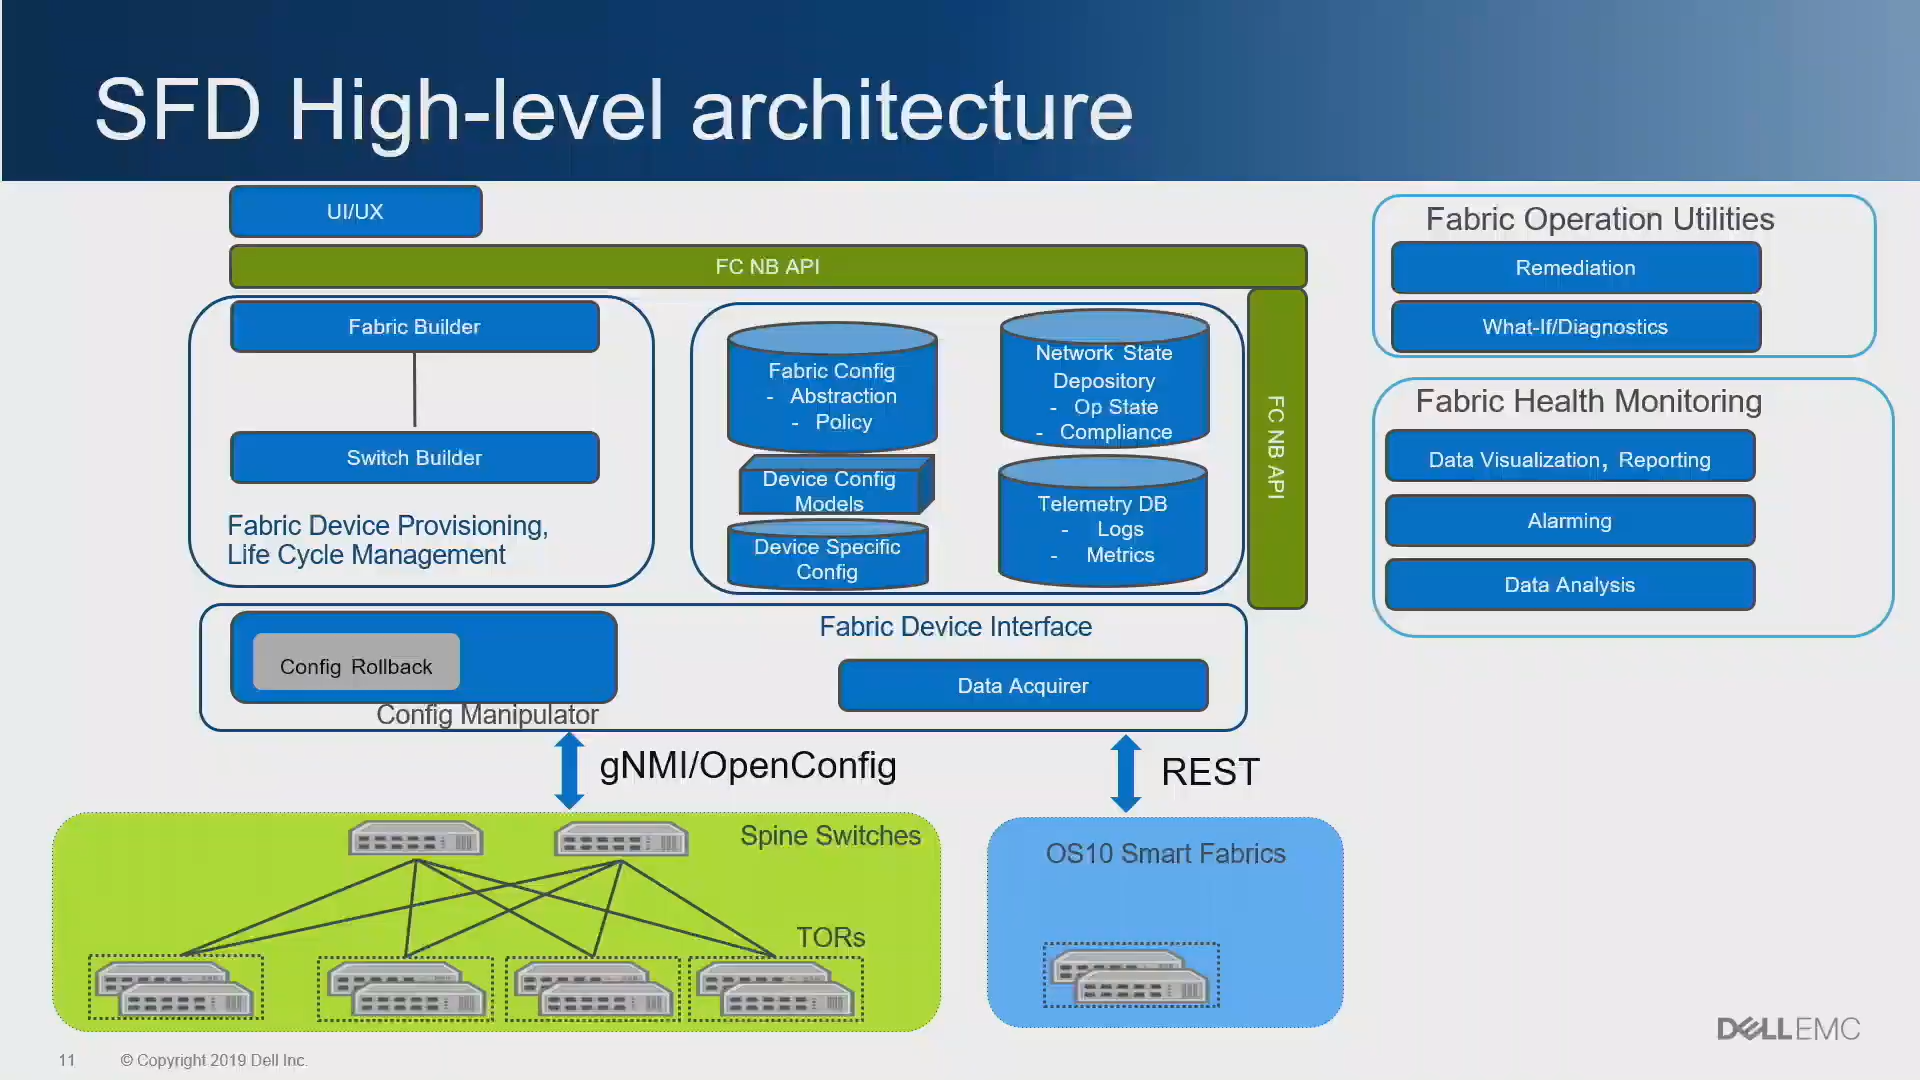 SFD High-level architecture
UI/UX
FC NB API
Fabric Builder
Switch Builder
Fabric Device Provisioning,
Life Cycle Management
Fabric Config
- Abstraction
- Policy
Device Config
Models
Device Specific
Config
Network State
Depository
- Op State
- Compliance
Telemetry DB
- Logs
- Metrics
FC NB API
Fabric Operation Utilities
Remediation
What-If/Diagnostics
Fabric Health Monitoring
Data Visualization, Reporting
Alarming
Data Analysis
Fabric Device Interface
Config Rollback
Config Manipulator
Data Acquirer
gNMI/OpenConfig
REST
Spine Switches
TORs
OS10 Smart Fabrics
11
© Copyright 2019 Dell Inc.
DELLEMC